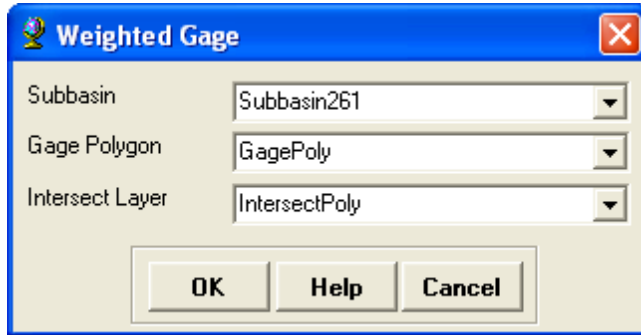 Weighted Gage
Subbasin Subbasin261
Gage Polygon GagePoly
Intersect Layer IntersectPoly
OK Help Cancel